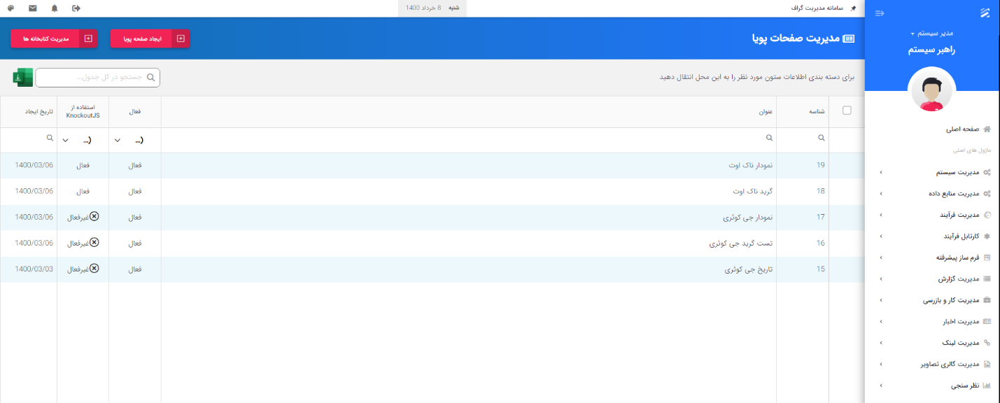 سامانه مدیریت گراف
شنبه 8 خرداد 1400
مدیر سیستم
راهبر سیستم
صفحه اصلی
ماژول های اصلی
مدیریت سیستم
مدیریت منابع داده
مدیریت فرآیند
کارتابل فرآیند
فرم ساز پیشرفته
مدیریت گزارش
مدیریت کار و بازرسی
مدیریت اخبار
مدیریت لینک
مدیریت گالری تصاویر
نظر سنجی
مدیریت صفحات پویا
ایجاد صفحه پویا
مدیریت کتابخانه ها
برای دسته بندی اطلاعات ستون مورد نظر را به این محل انتقال دهید
جستجو در کل جدول...
شناسه عنوان فعال استفاده از KnockoutJS تاریخ ایجاد
(... (...
19 نمودار ناک اوت فعال فعال 1400/03/06
18 گرید ناک اوت فعال فعال 1400/03/06
17 نمودار جی کوئری فعال غیرفعال 1400/03/06
16 تست گرید جی کوئری فعال غیرفعال 1400/03/06
15 تاریخ جی کوئری فعال غیرفعال 1400/03/03